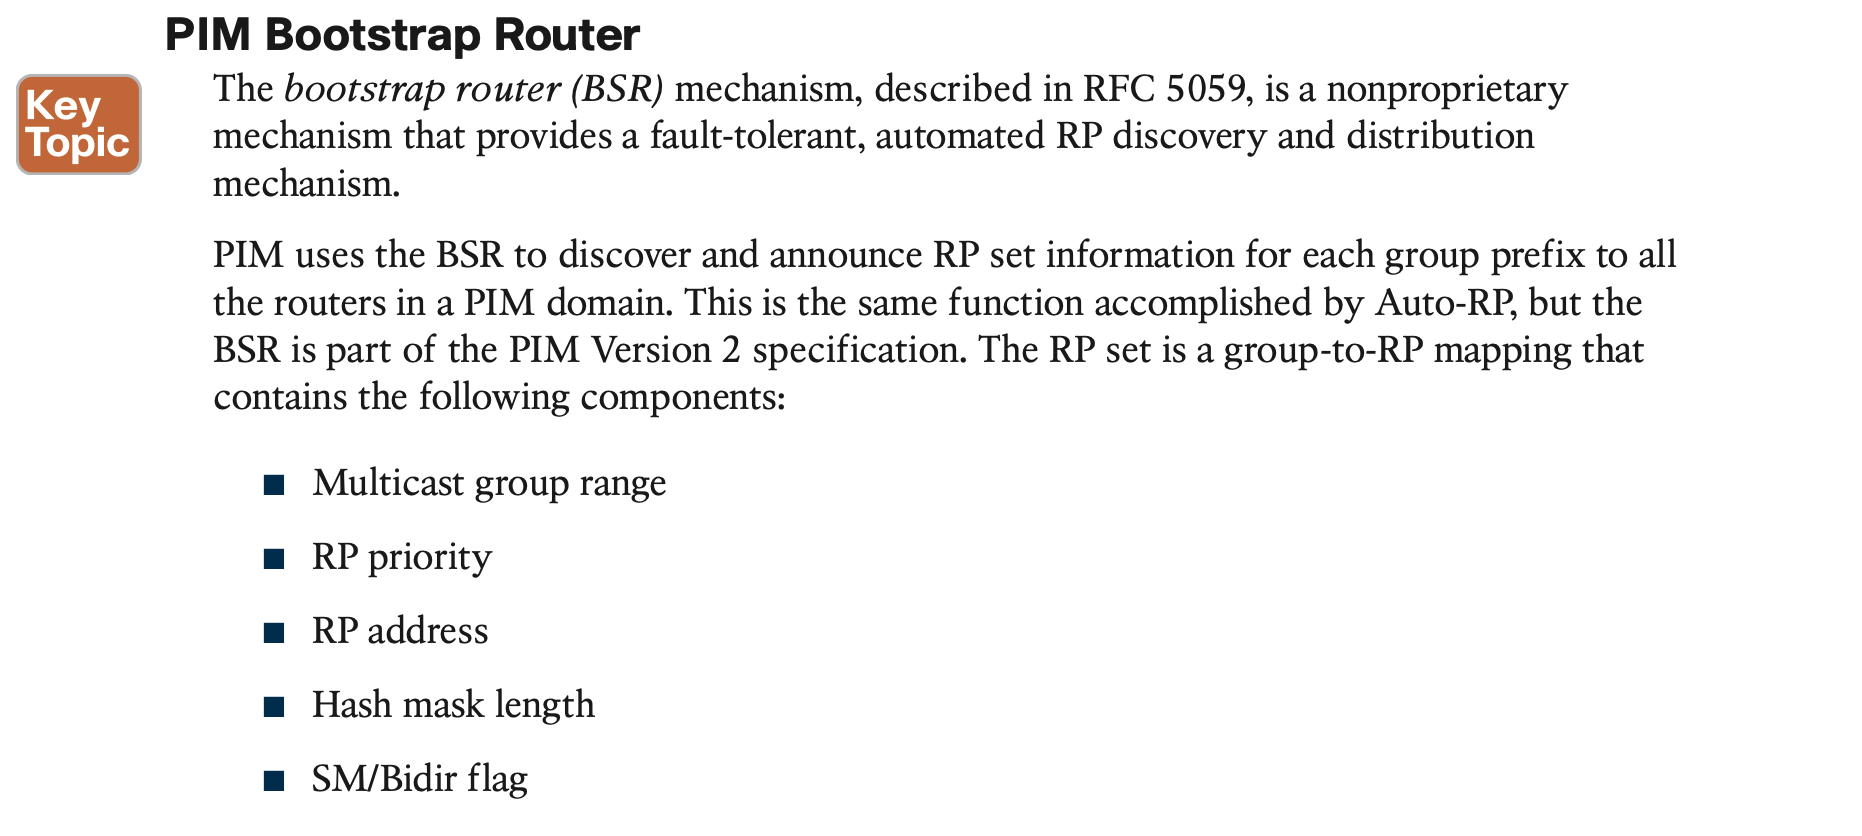 PIM Bootstrap Router
Key
Topic
The bootstrap router (BSR) mechanism, described in RFC 5059, is a nonproprietary
mechanism that provides a fault-tolerant, automated RP discovery and distribution
mechanism.
PIM uses the BSR to discover and announce RP set information for each group prefix to all
the routers in a PIM domain. This is the same function accomplished by Auto-RP, but the
BSR is part of the PIM Version 2 specification. The RP set is a group-to-RP mapping that
contains the following components:
■ Multicast group range
■ RP priority
■ RP address
■ Hash mask length
■ SM/Bidir flag